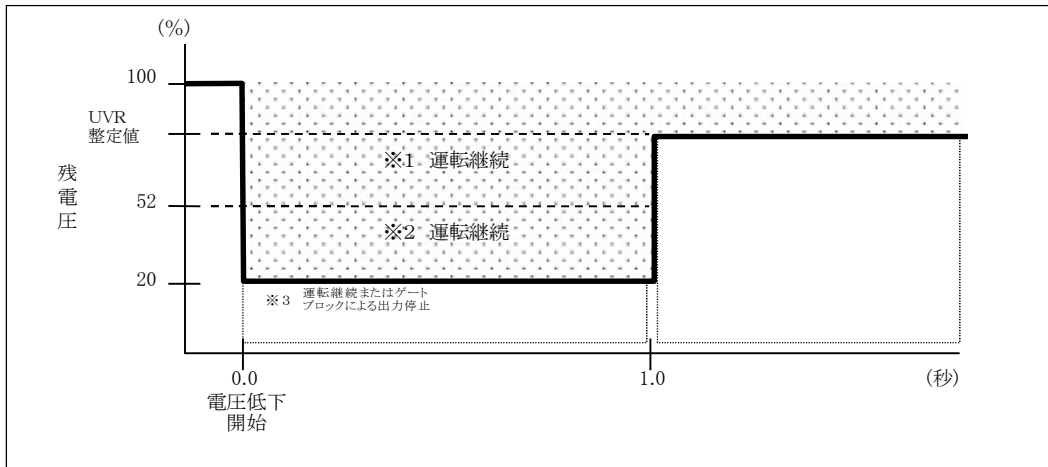 (%)
100
UVR
整定値
残電圧
52
20
※1 運転継続
※2 運転継続
※3 運転継続またはゲート
ブロックによる出力停止
0.0
1.0
(秒)
電圧低下
開始